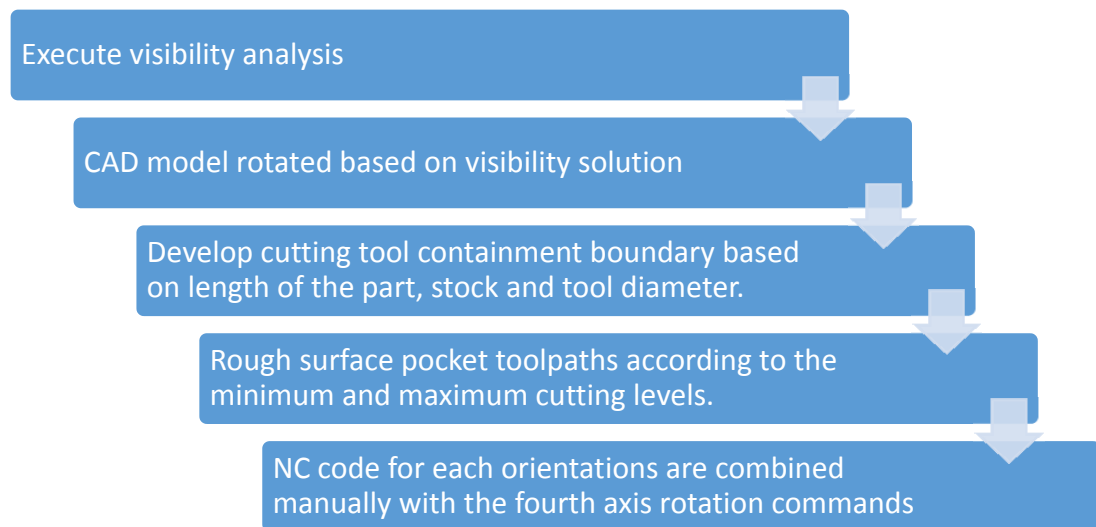 Execute visibility analysis
CAD model rotated based on visibility solution
Develop cutting tool containment boundary based
on length of the part, stock and tool diameter.
Rough surface pocket toolpaths according to the
minimum and maximum cutting levels.
NC code for each orientations are combined
manually with the fourth axis rotation commands